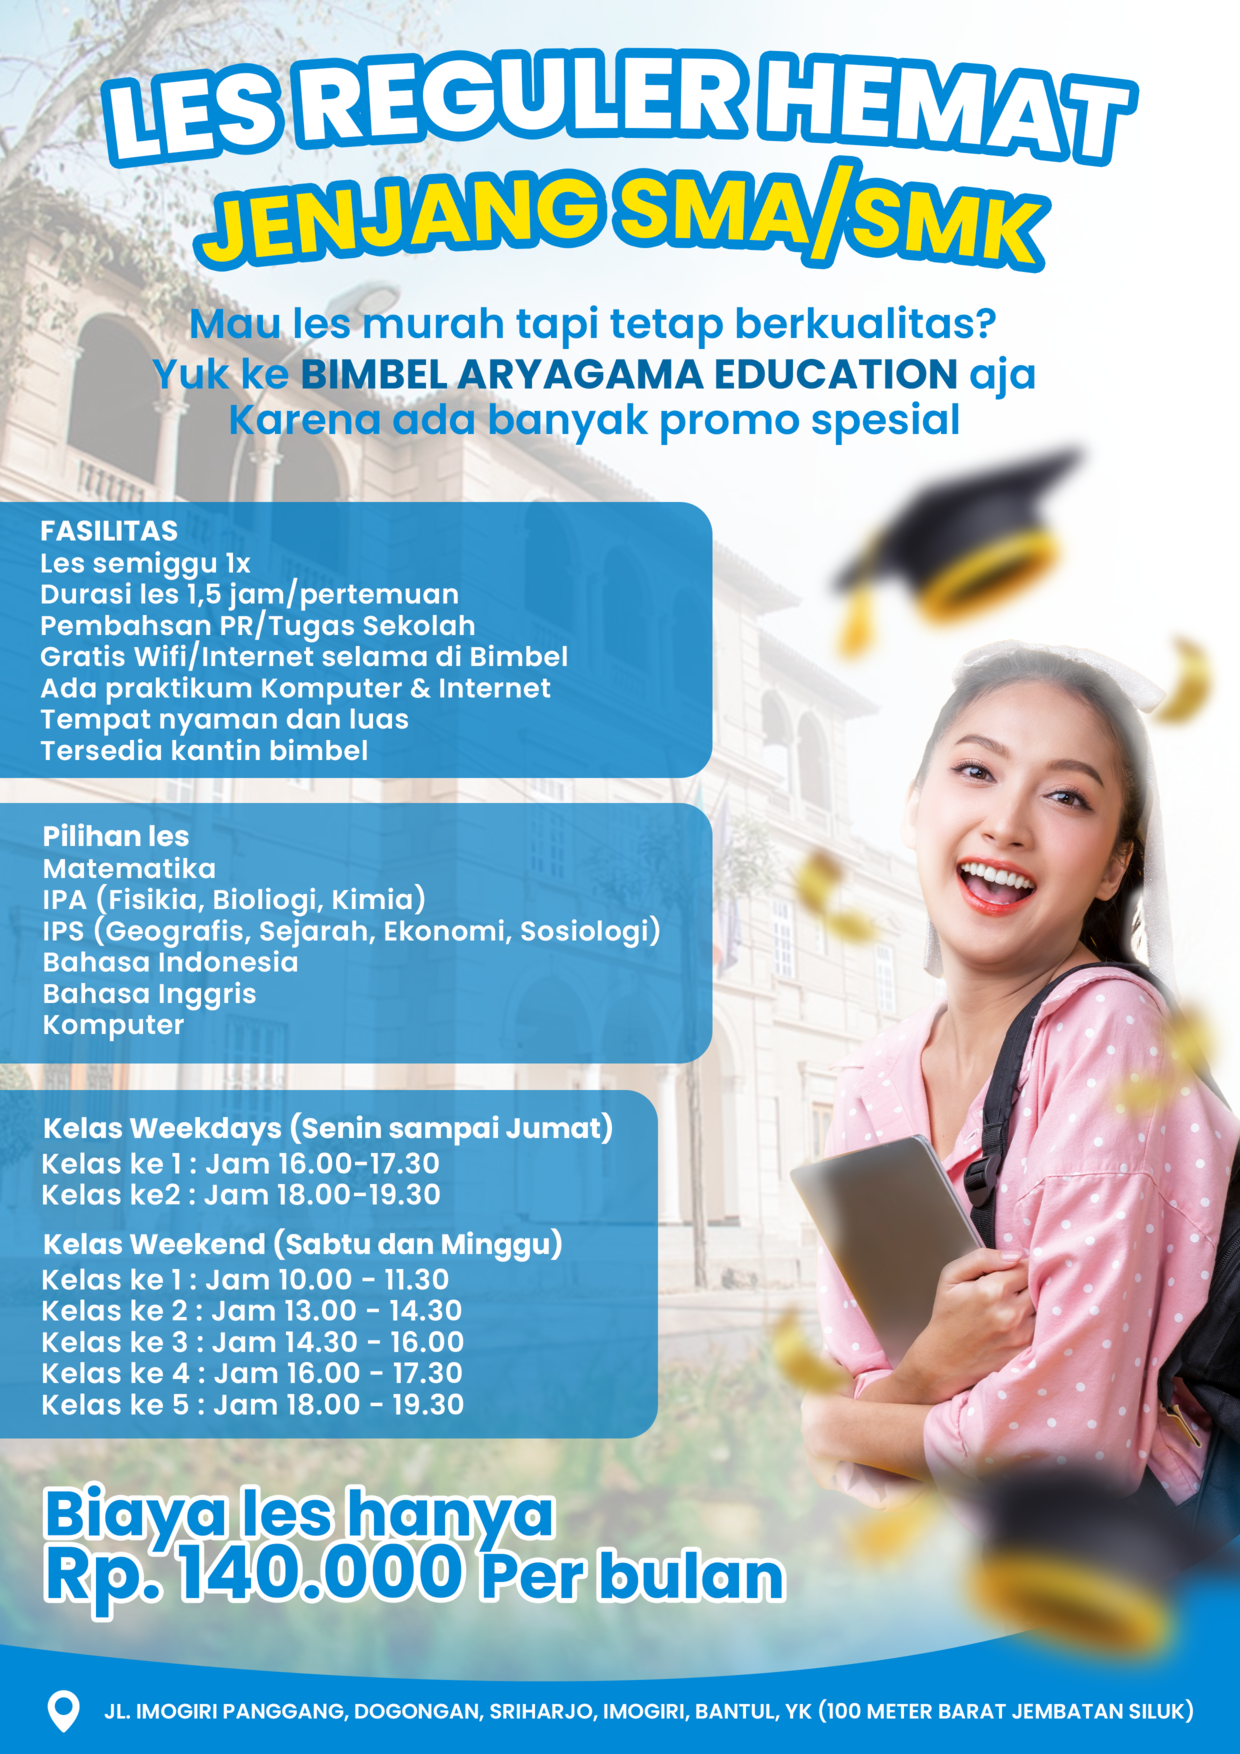 LES REGULER HEMAT
JENJANG SMA/SMK
Mau les murah tapi tetap berkualitas?
Yuk ke BIMBEL ARYAGAMA EDUCATION aja
Karena ada banyak promo spesial
FASILITAS
Les semiggu 1x
Durasi les 1,5 jam/pertemuan
Pembahsan PR/Tugas Sekolah
Gratis Wifi/Internet selama di Bimbel
Ada praktikum Komputer & Internet
Tempat nyaman dan luas
Tersedia kantin bimbel
Pilihan les
Matematika
IPA (Fisikia, Bioliogi, Kimia)
IPS (Geografis, Sejarah, Ekonomi, Sosiologi)
Bahasa Indonesia
Bahasa Inggris
Komputer
Kelas Weekdays (Senin sampai Jumat)
Kelas ke 1 : Jam 16.00-17.30
Kelas ke2 : Jam 18.00-19.30
Kelas Weekend (Sabtu dan Minggu)
Kelas ke 1 : Jam 10.00 - 11.30
Kelas ke 2 : Jam 13.00 - 14.30
Kelas ke 3 : Jam 14.30 - 16.00
Kelas ke 4 : Jam 16.00 - 17.30
Kelas ke 5 : Jam 18.00 - 19.30
Biaya les hanya
Rp. 140.000 Per bulan
JL. IMOGIRI PANGGANG, DOGONGAN, SRIHARJO, IMOGIRI, BANTUL, YK (100 METER BARAT JEMBATAN SILUK)